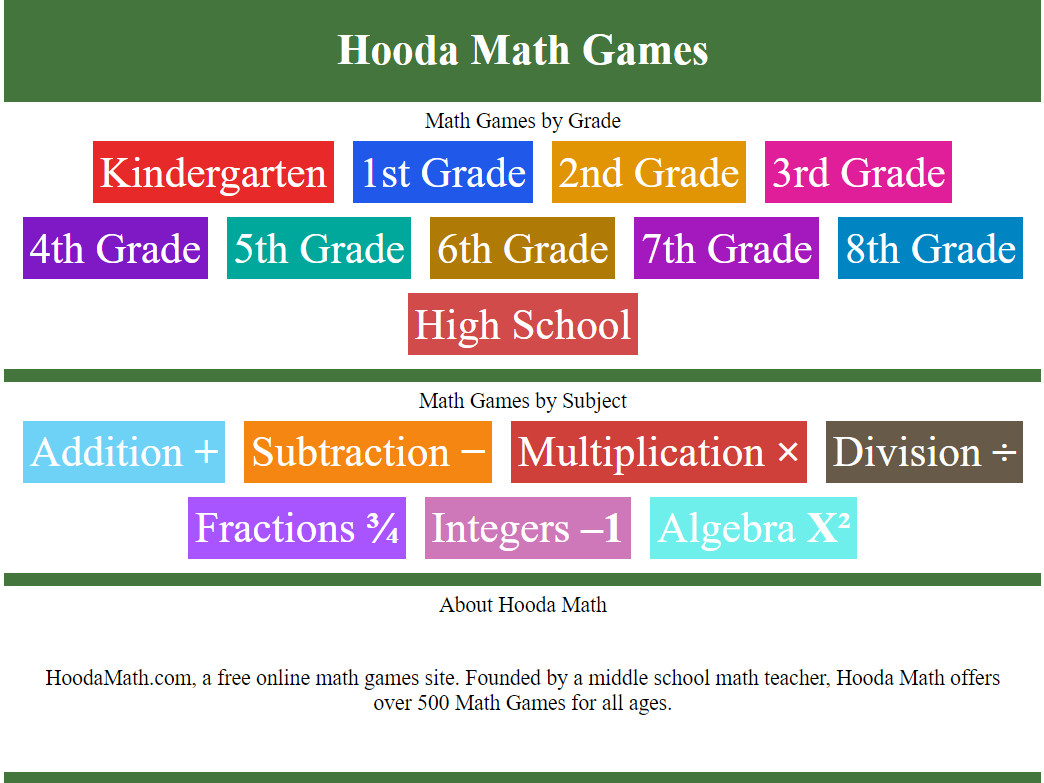 Hooda Math Games
Math Games by Grade
Kindergarten 1st Grade 2nd Grade 3rd Grade
4th Grade 5th Grade 6th Grade 7th Grade 8th Grade
High School
Math Games by Subject
Addition + Subtraction − Multiplication × Division ÷
Fractions ¾ Integers –1 Algebra X²
About Hooda Math
HoodaMath.com, a free online math games site. Founded by a middle school math teacher, Hooda Math offers
over 500 Math Games for all ages.